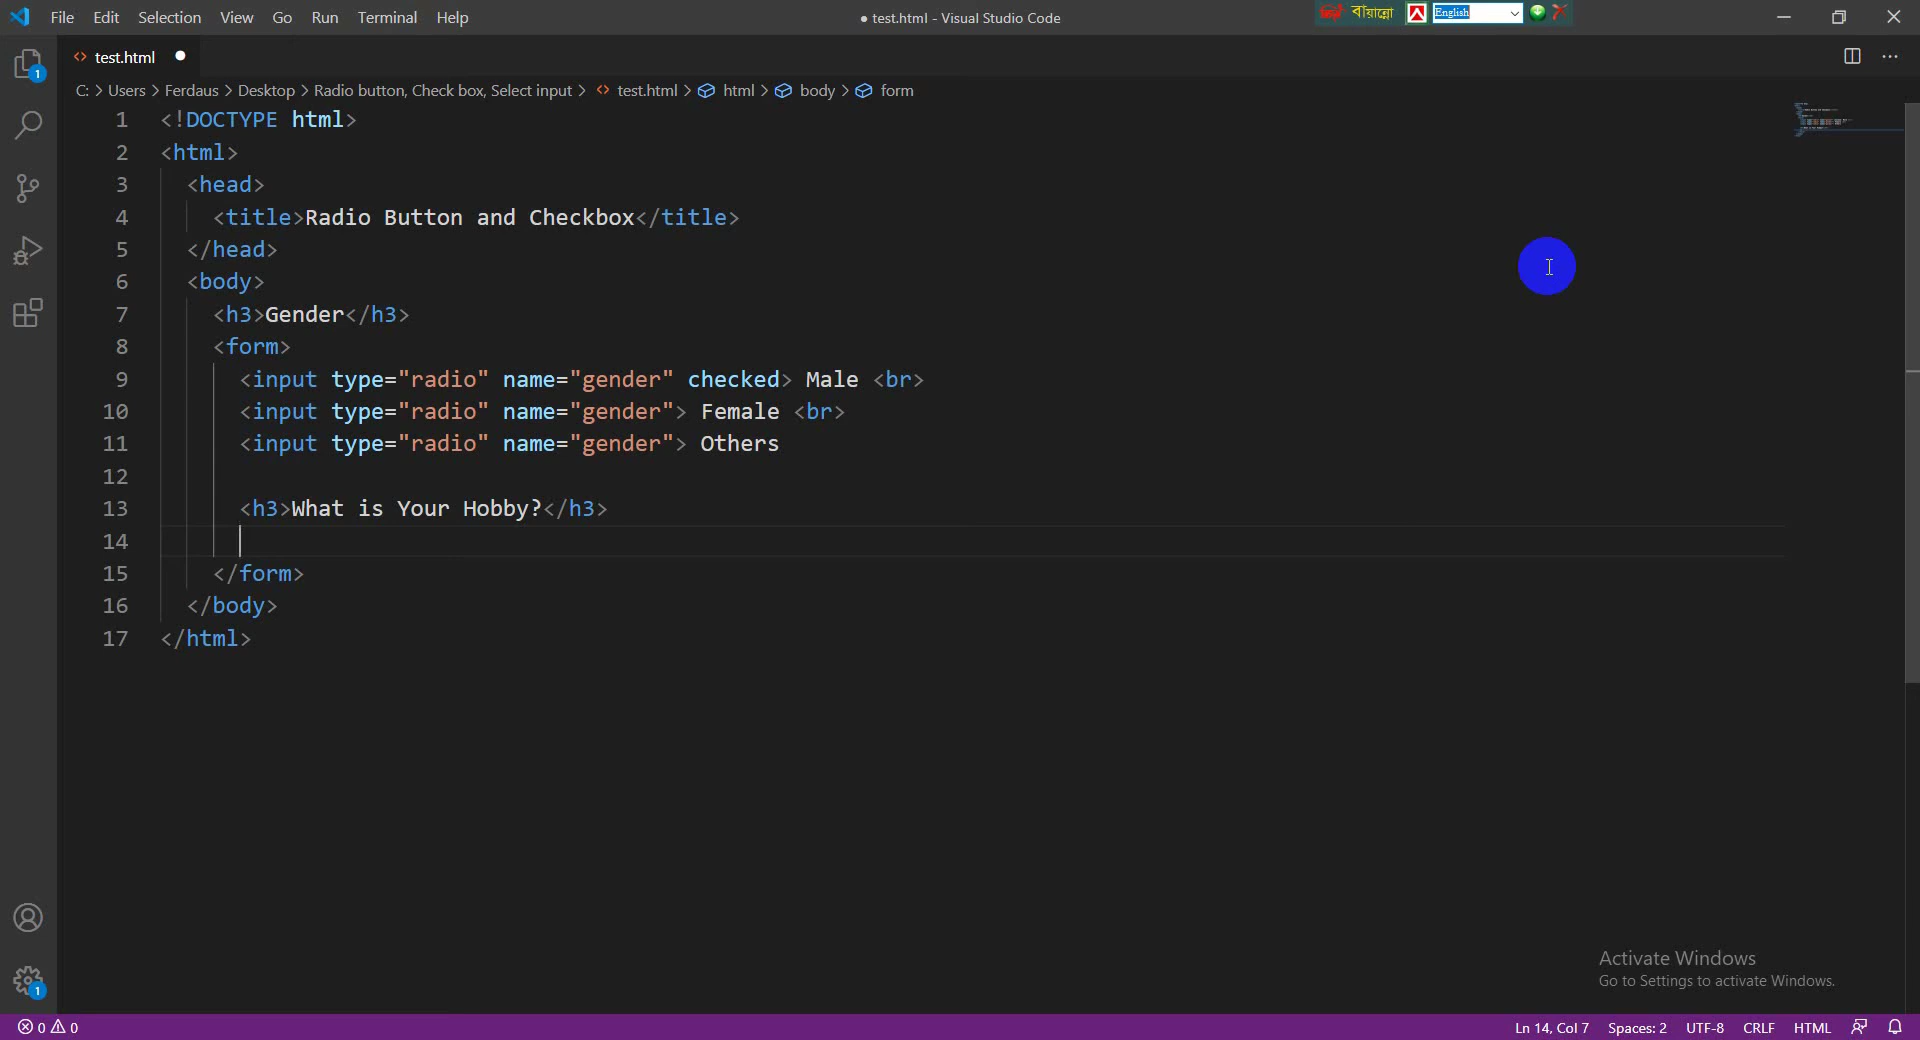 File Edit Selection View Go Run Terminal Help
● test.html - Visual Studio Code
বায়ান্নো English
test.html ●
C: > Users > Ferdaus > Desktop > Radio button, Check box, Select input > test.html > html > body > form
1 <!DOCTYPE html>
2 <html>
3 <head>
4 <title>Radio Button and Checkbox</title>
5 </head>
6 <body>
7 <h3>Gender</h3>
8 <form>
9 <input type="radio" name="gender" checked> Male <br>
10 <input type="radio" name="gender"> Female <br>
11 <input type="radio" name="gender"> Others
12
13 <h3>What is Your Hobby?</h3>
14
15 </form>
16 </body>
17 </html>
1
1
Activate Windows
Go to Settings to activate Windows.
0 0
Ln 14, Col 7 Spaces: 2 UTF-8 CRLF HTML